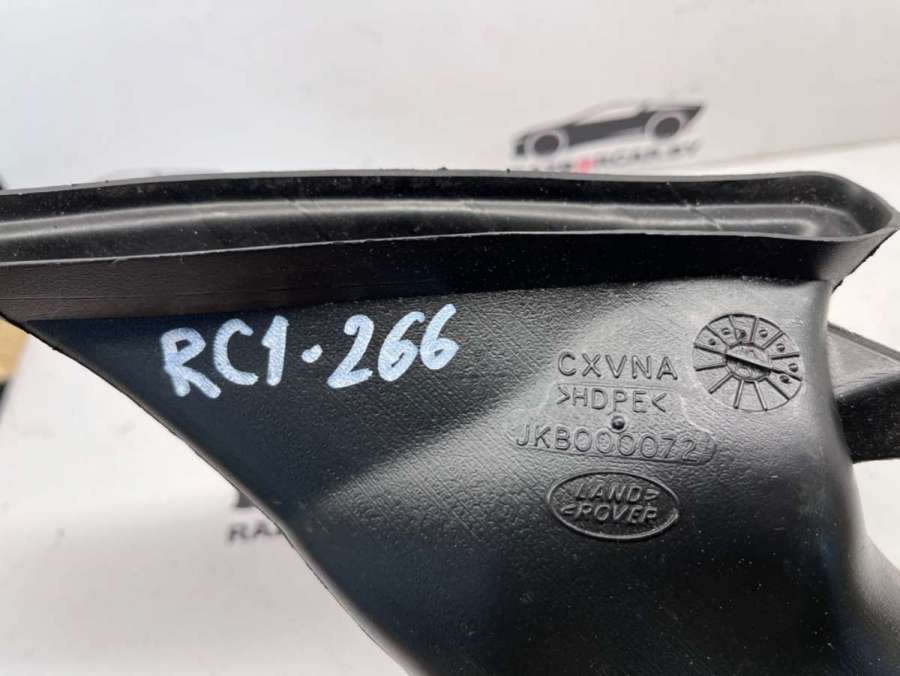 RC1-266
CXVNA
>HDPE<
JKB000072
LAND>
<ROVER